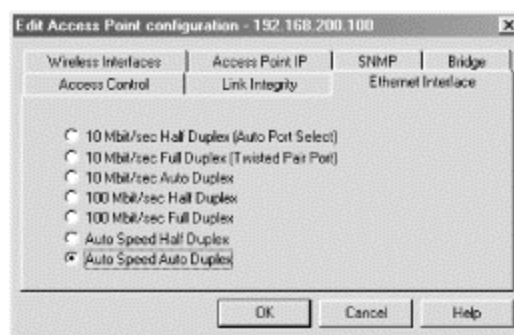 Edit Access Point configuration - 192.168.200.100
Wireless Interfaces Access Point IP SNMP Bridge
Access Control Link Integrity Ethernet Interface
10 Mbit/sec Half Duplex (Auto Port Select)
10 Mbit/sec Full Duplex (Twisted Pair Port)
10 Mbit/sec Auto Duplex
100 Mbit/sec Half Duplex
100 Mbit/sec Full Duplex
Auto Speed Half Duplex
Auto Speed Auto Duplex
OK Cancel Help